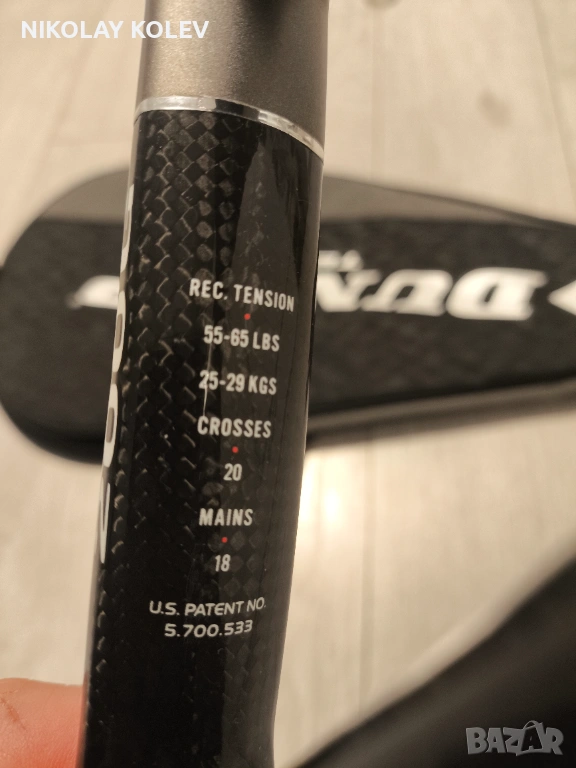 NIKOLAY KOLEV
REC. TENSION
55-65 LBS
25-29 KGS
CROSSES
20
MAINS
18
U.S. PATENT NO.
5.700.533
BAZAR